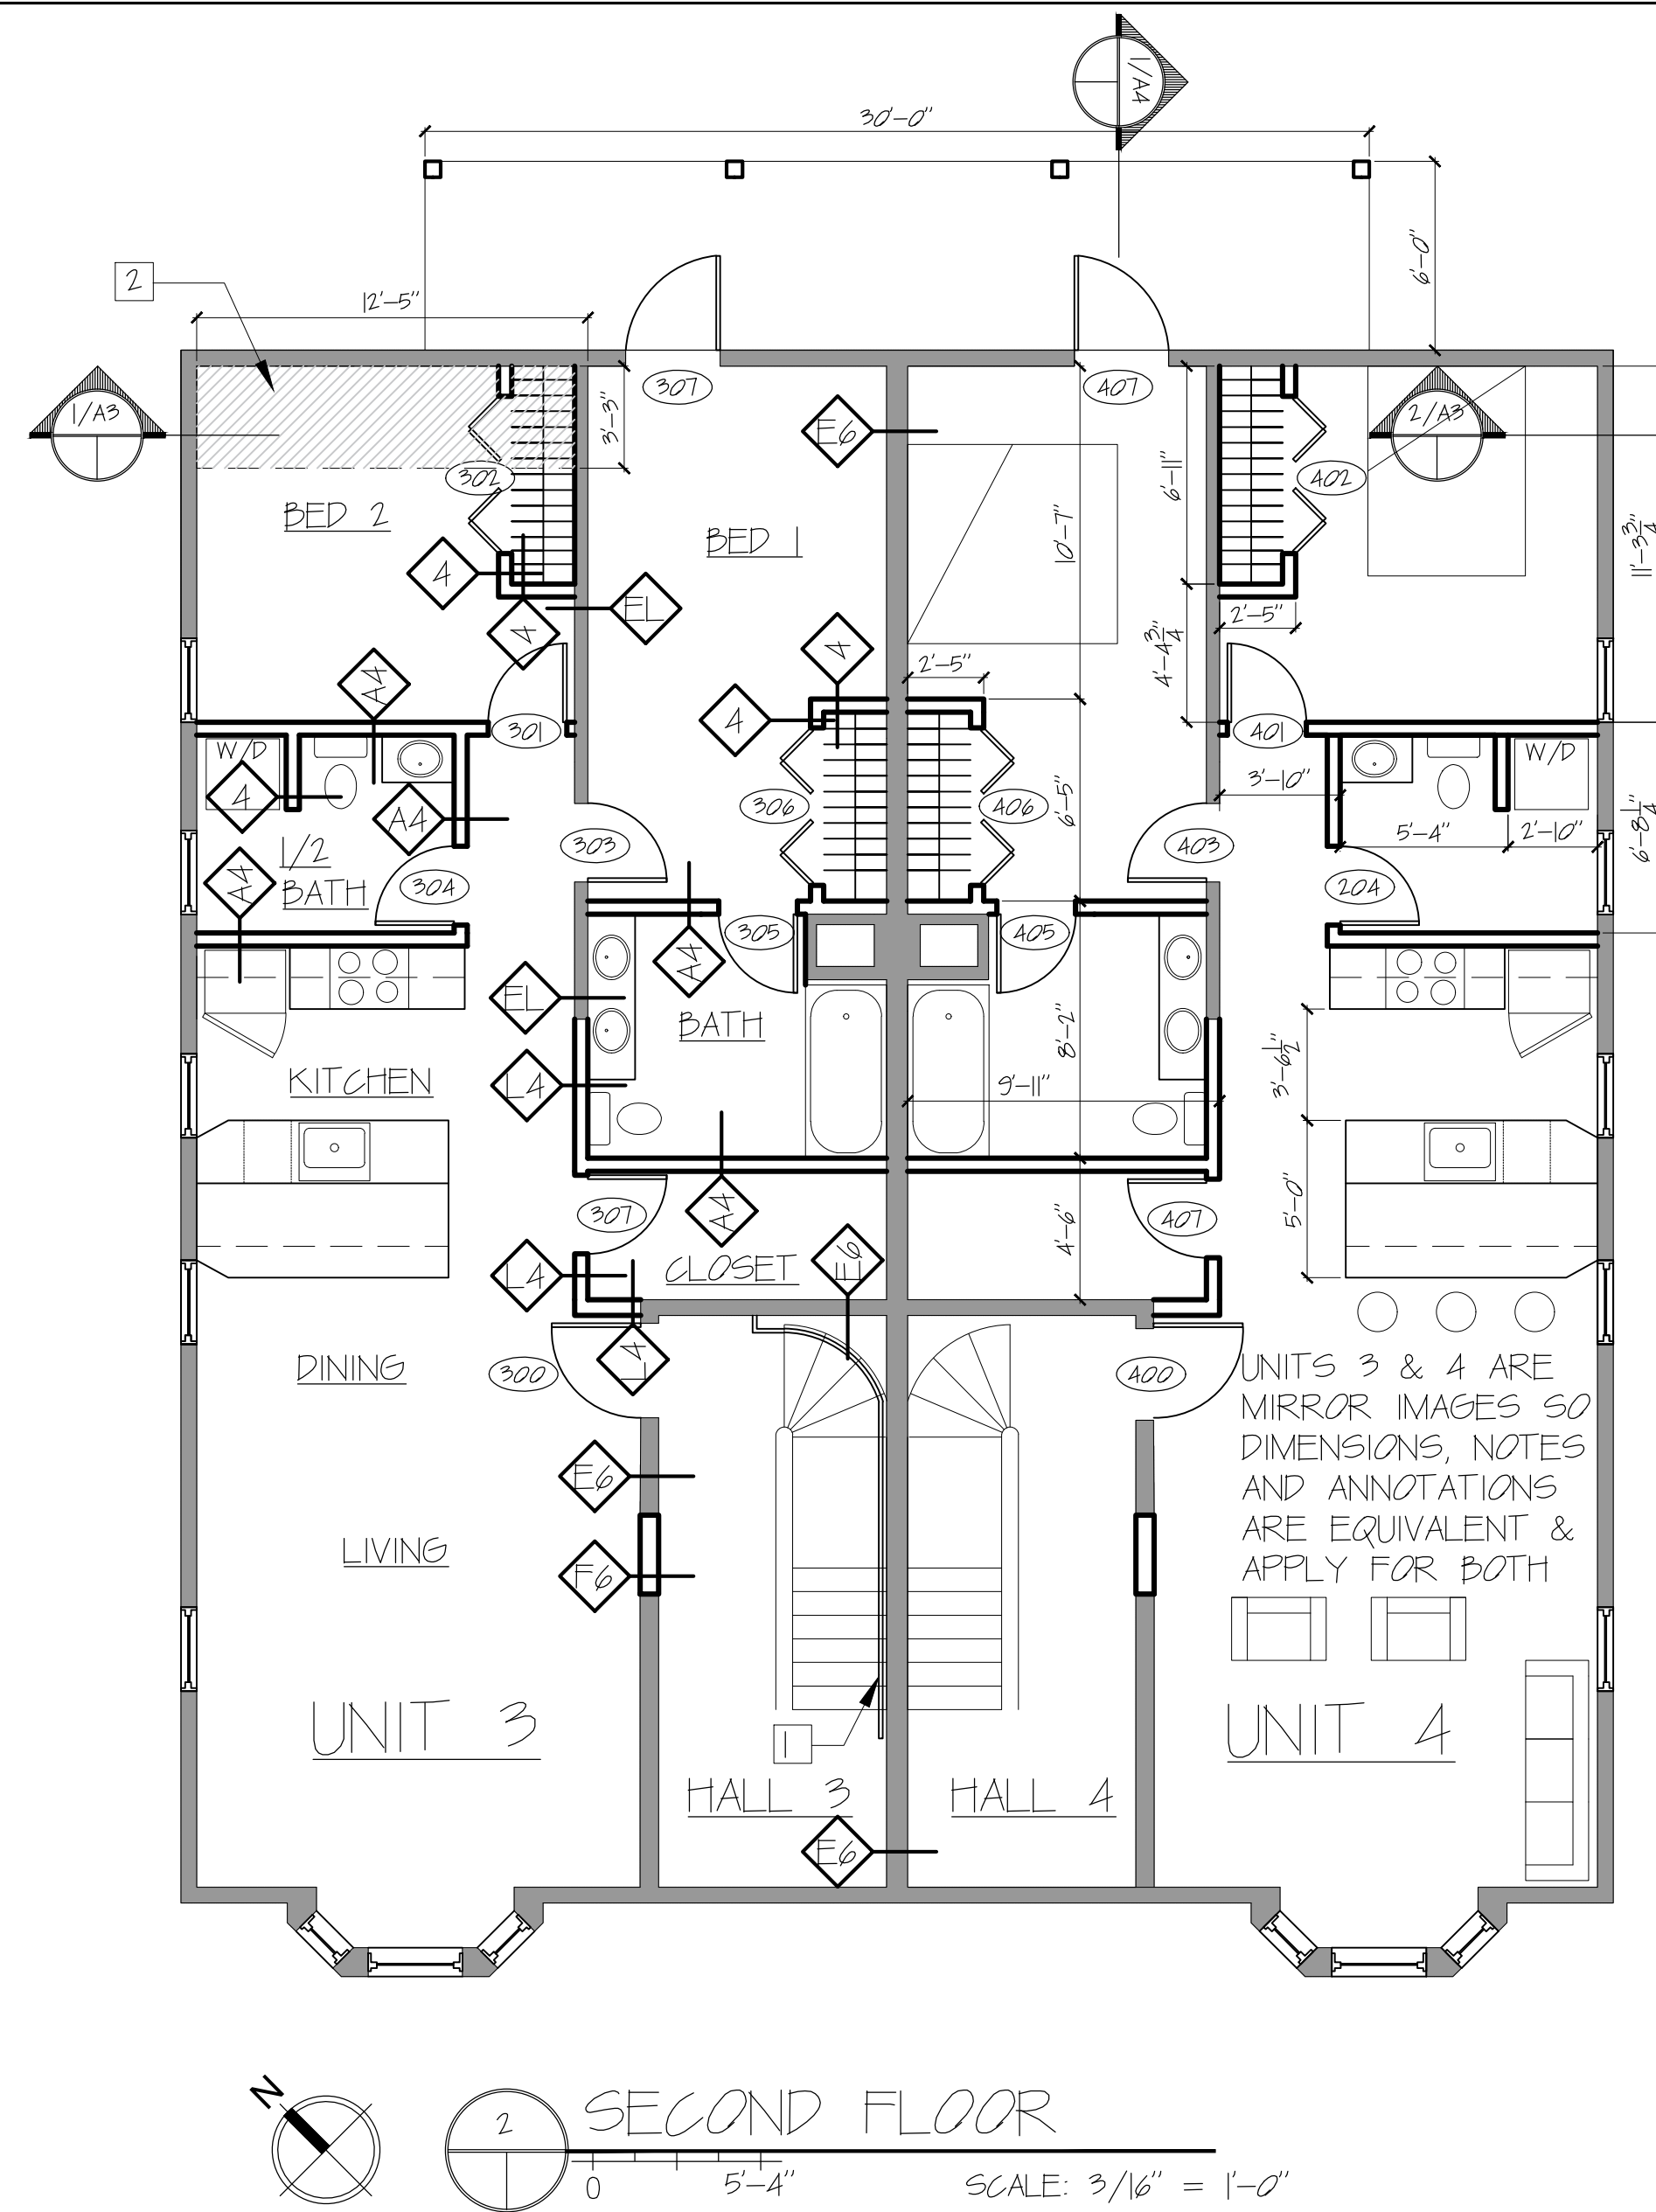 1/A4
30'-0"
6'-0"
2
12'-5"
1/A3
307
407
3'-3"
E6
2/A3
302
402
6'-11"
BED 2
BED 1
10'-7"
11'-3 3/4"
4
EL
4
2'-5"
4
4'-4 3/4"
A4
2'-5"
4
301
401
W/D
W/D
3'-10"
4
306
406
6'-5"
A4
5'-4"
2'-10"
6'-8 1/4"
303
403
1/2
BATH
A4
304
204
305
405
A4
EL
BATH
8'-2"
3'-6 1/2"
KITCHEN
L4
9'-11"
307
A4
407
5'-0"
4'-6"
CLOSET
E6
L4
DINING
300
L4
400
UNITS 3 & 4 ARE
MIRROR IMAGES SO
DIMENSIONS, NOTES
AND ANNOTATIONS
ARE EQUIVALENT &
APPLY FOR BOTH
E6
LIVING
F6
UNIT 3
1
UNIT 4
HALL 3
HALL 4
E6
N
2
SECOND FLOOR
0
5'-4"
SCALE: 3/16" = 1'-0"